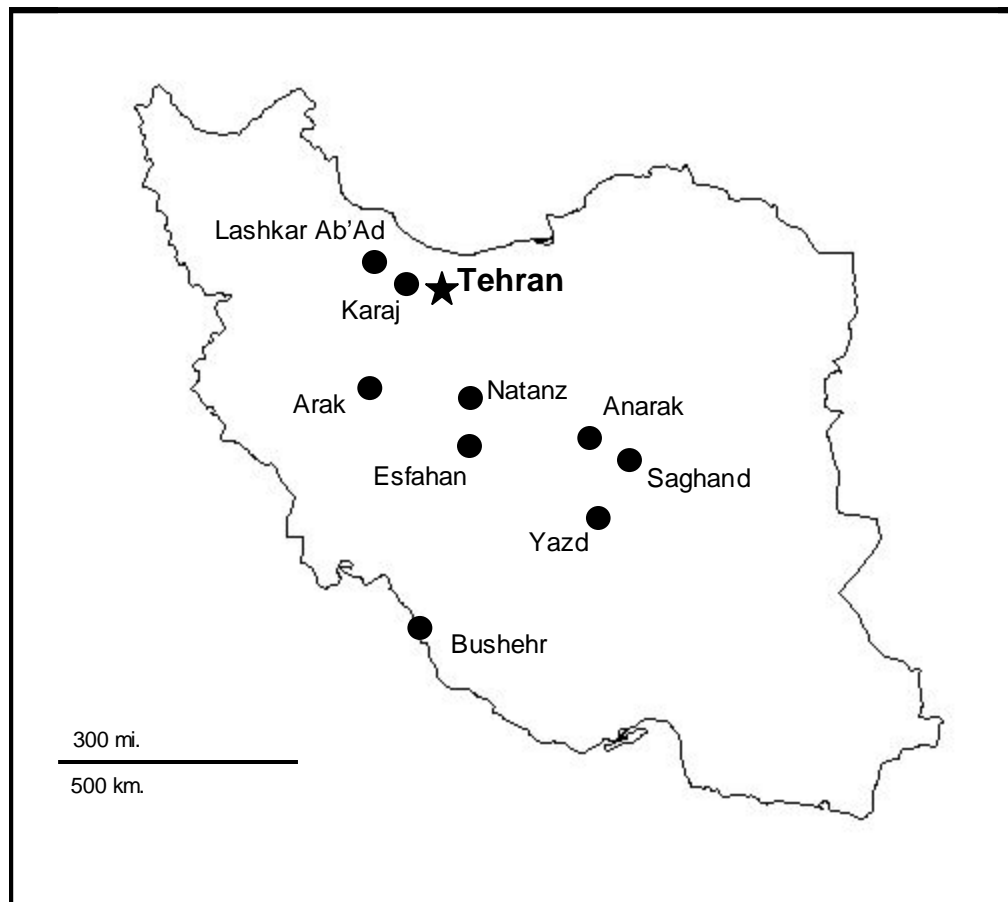 Lashkar Ab’Ad
Tehran
Karaj
Natanz
Arak
Anarak
Esfahan
Saghand
Yazd
Bushehr
300 mi.
500 km.